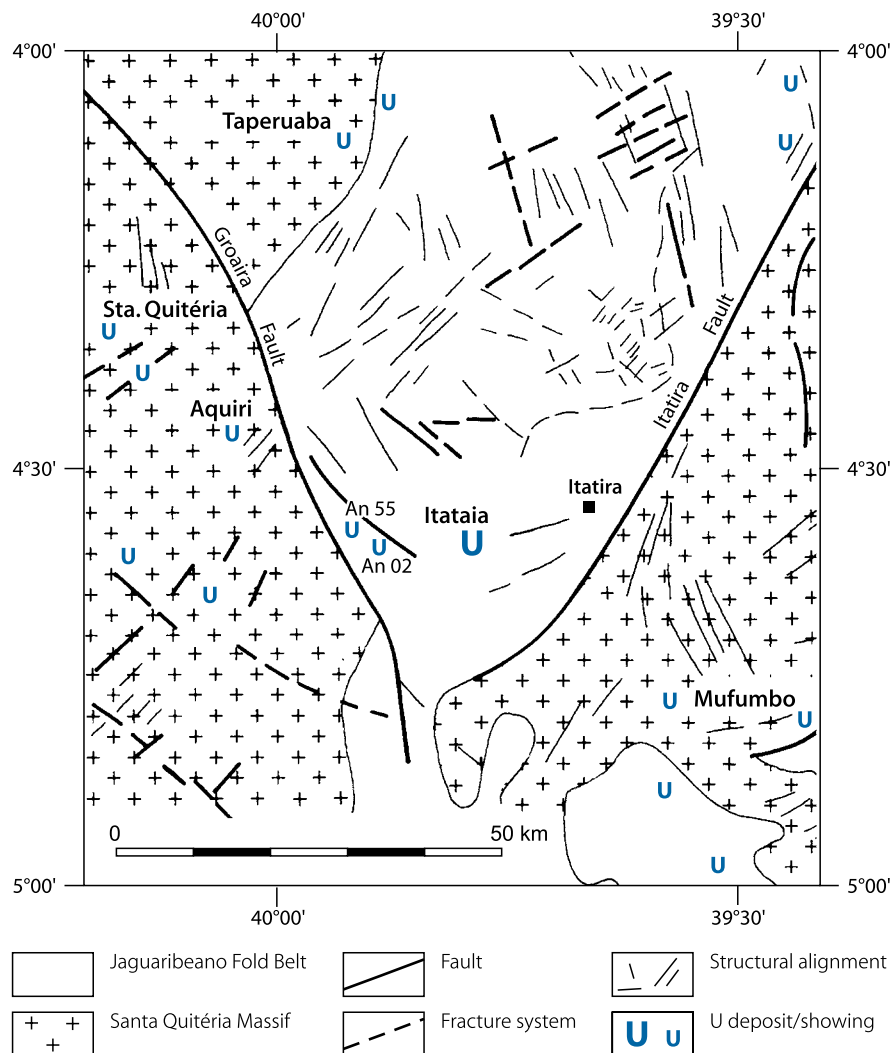 40°00' 39°30'
4°00' 4°00'
U
U
Taperuaba
U
U
Groaira
Fault
Sta. Quitéria
U
U
Fault
Itatira
Aquiri
U
4°30' 4°30'
Itatira
An 55
U
Itataia
U
U
An 02
U
U
U
Mufumbo
U
U
U
0 50 km
5°00' 5°00'
40°00' 39°30'
Jaguaribeano Fold Belt Fault Structural alignment
Santa Quitéria Massif Fracture system U U U deposit/showing